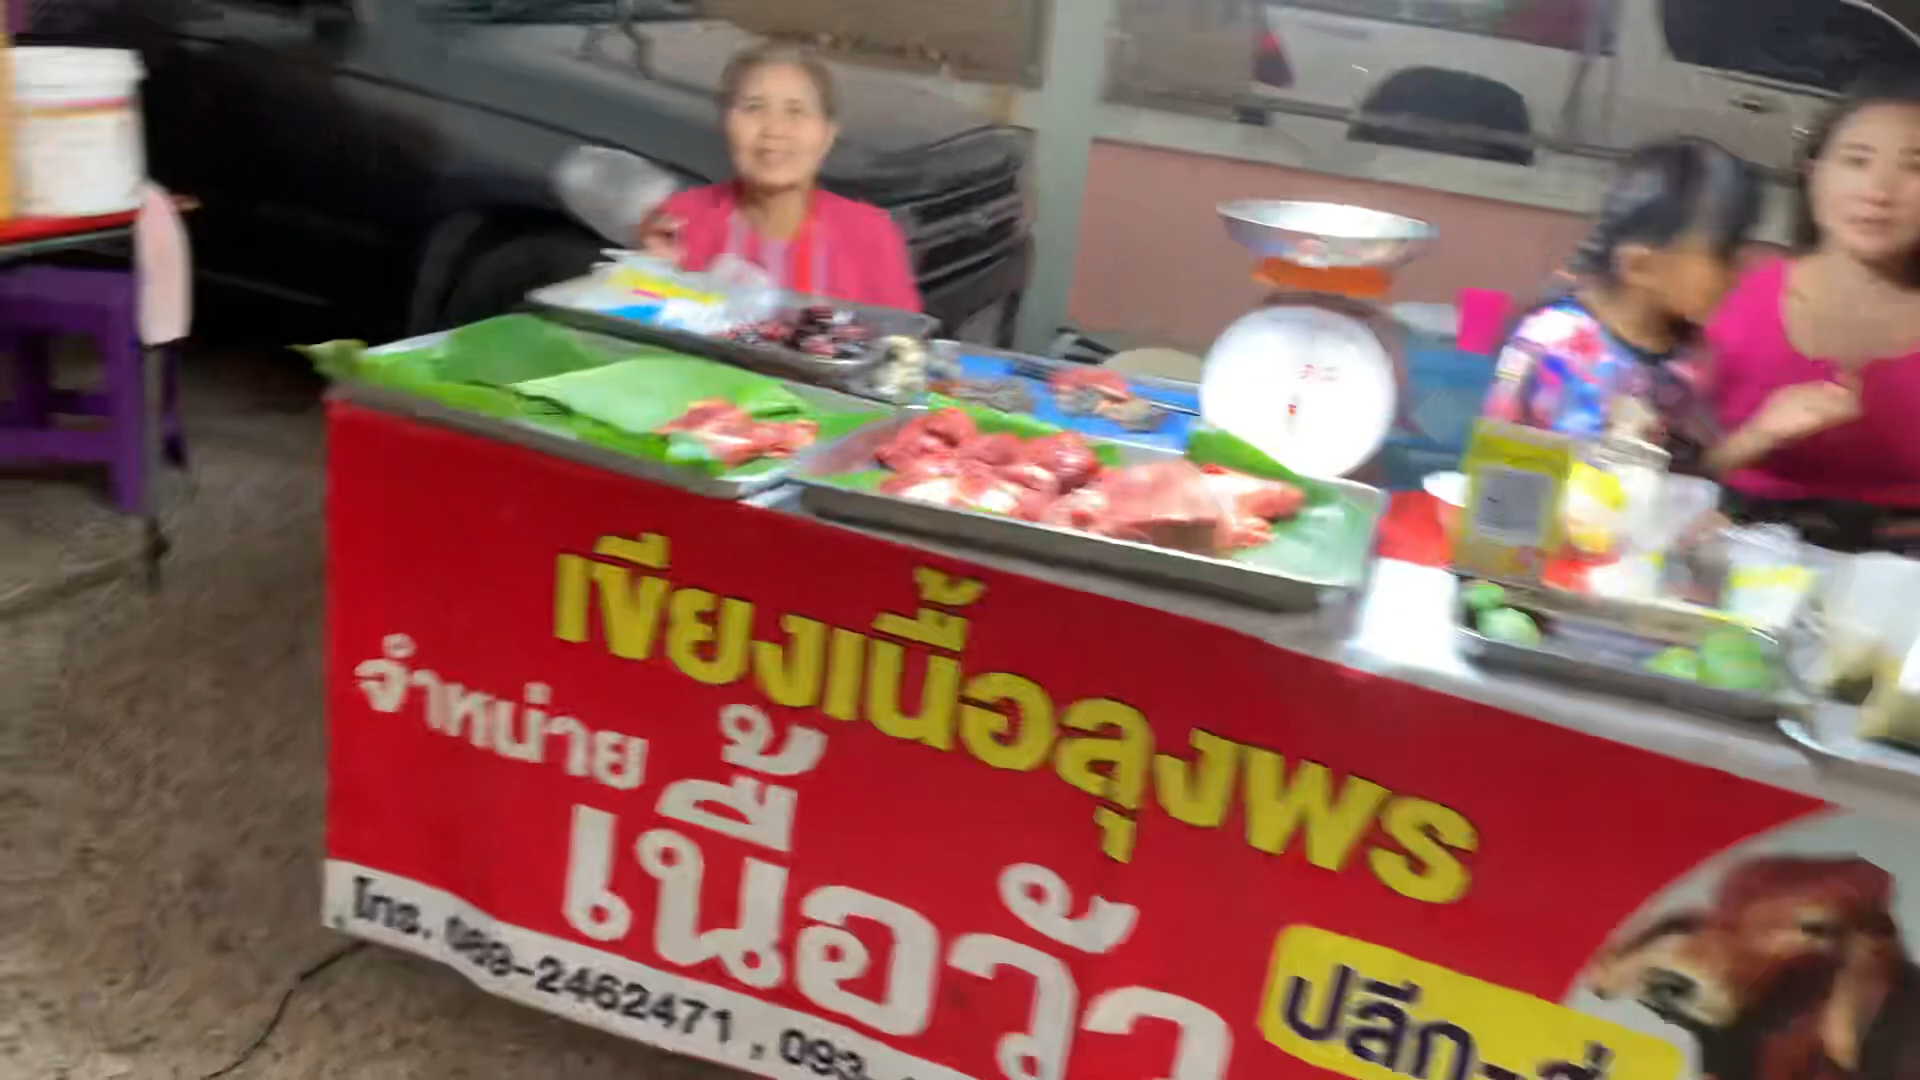 เขียงเนื้อลุงพร
จำหน่าย
เนื้อวัว
ปลีก-ส่ง
โทร. 089-2462471 , 093-